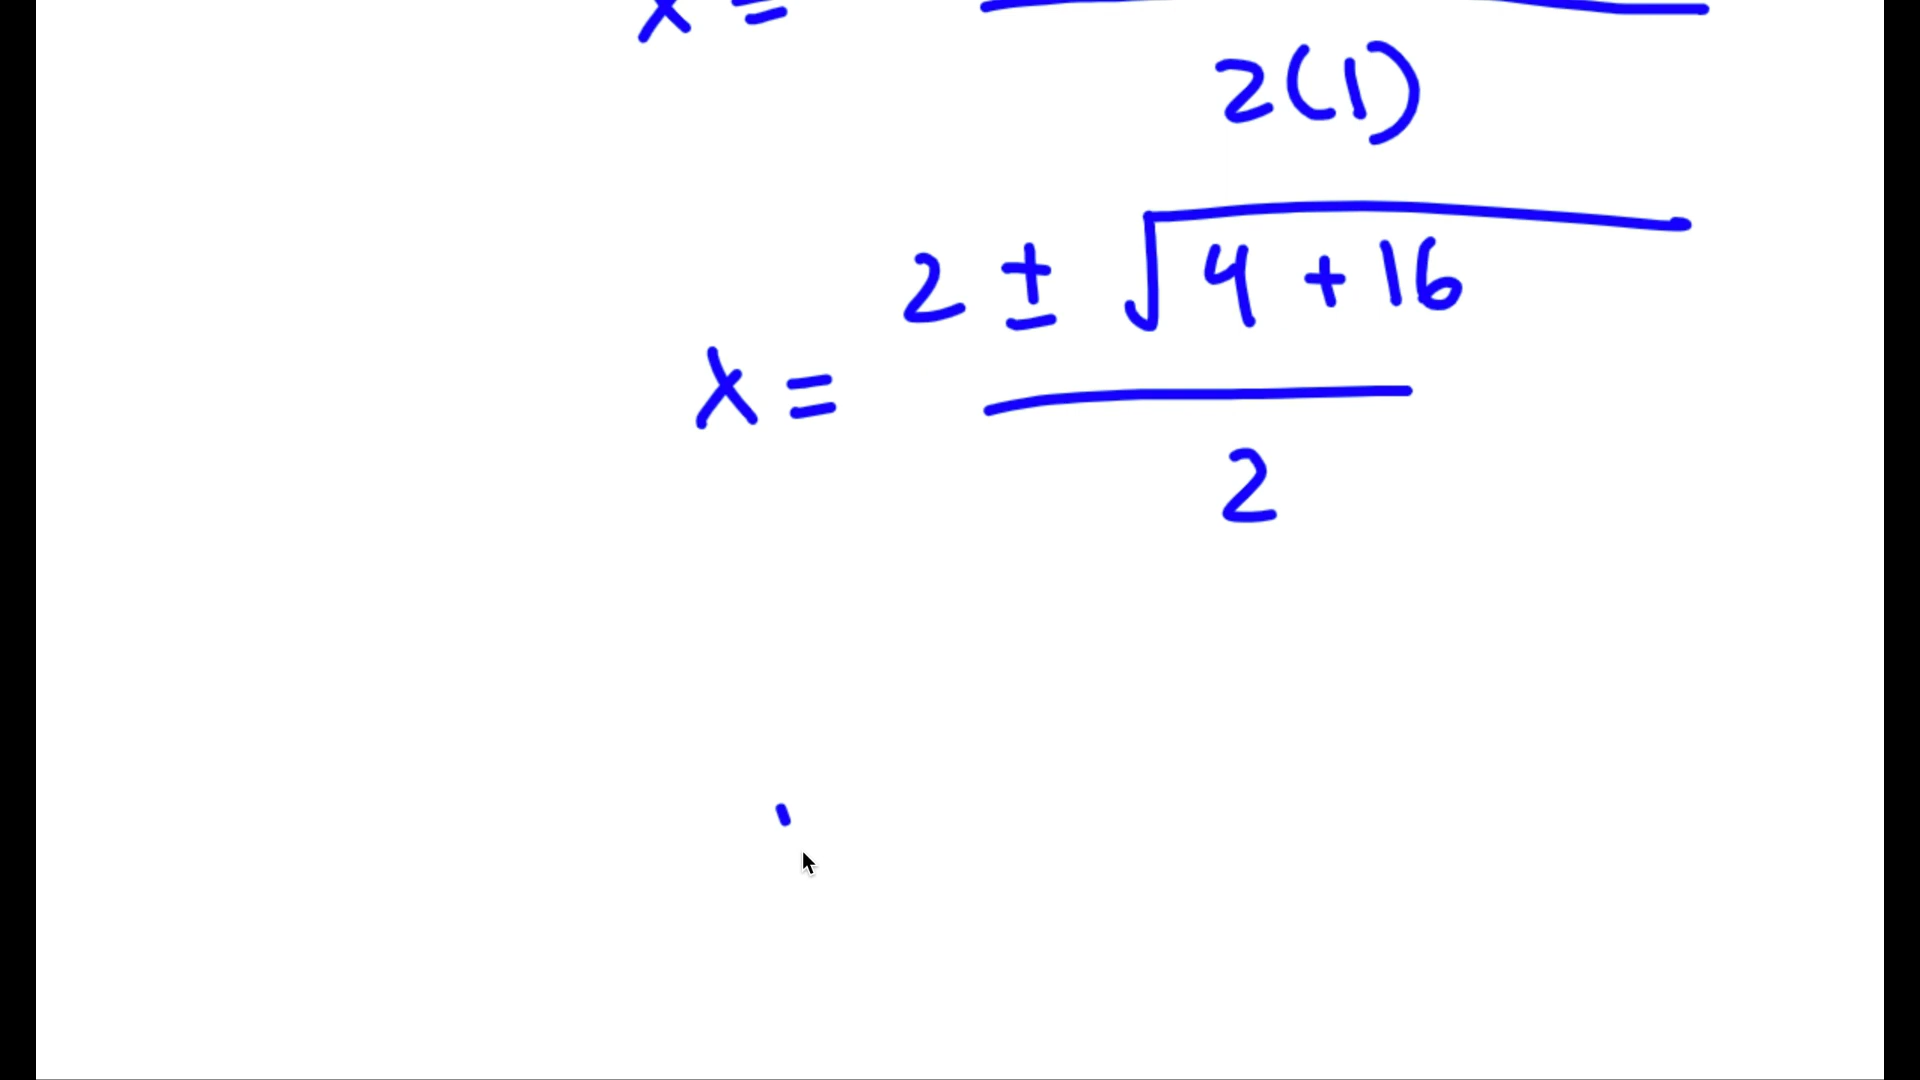 x =
2(1)
2 ± √4 + 16
x =
2